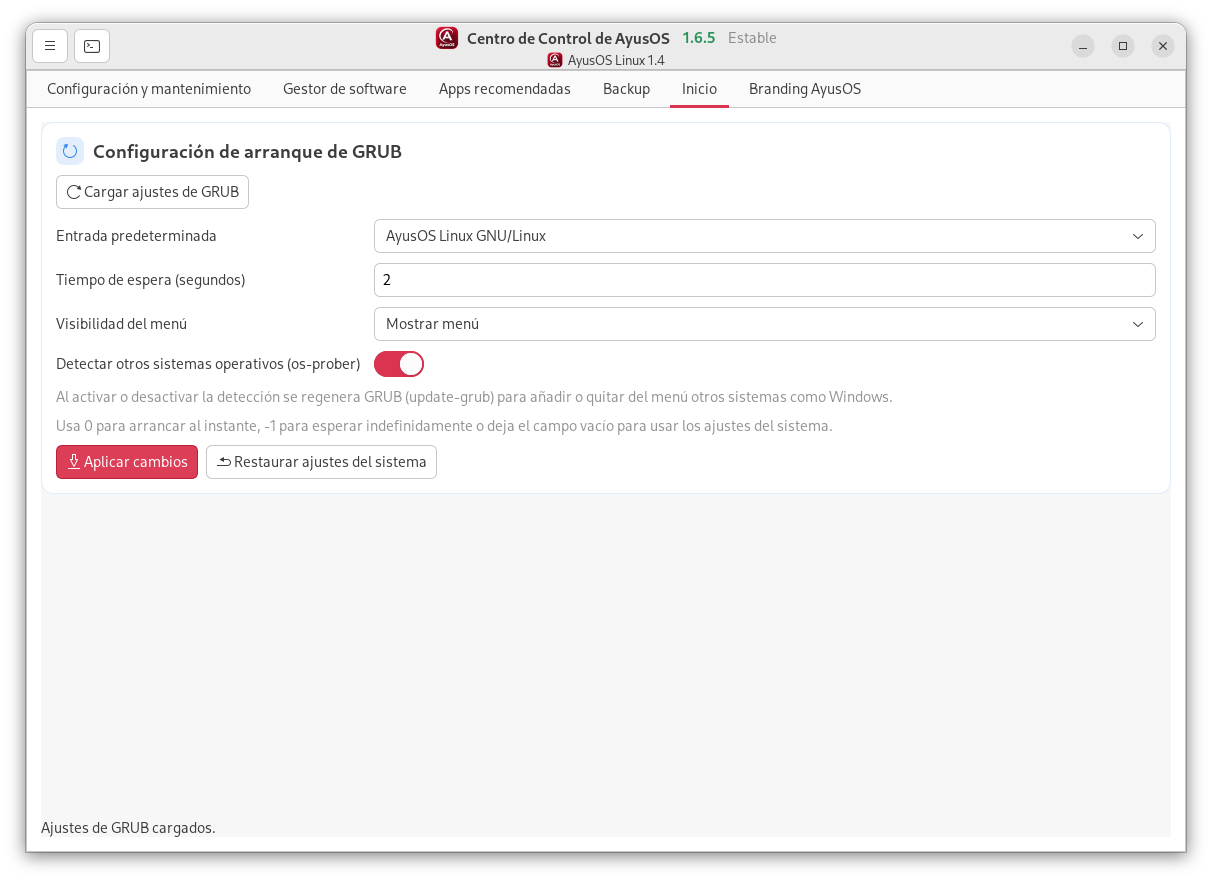 Centro de Control de AyusOS 1.6.5 Estable
AyusOS Linux 1.4
Configuración y mantenimiento Gestor de software Apps recomendadas Backup Inicio Branding AyusOS
Configuración de arranque de GRUB
Cargar ajustes de GRUB
Entrada predeterminada AyusOS Linux GNU/Linux
Tiempo de espera (segundos) 2
Visibilidad del menú Mostrar menú
Detectar otros sistemas operativos (os-prober)
Al activar o desactivar la detección se regenera GRUB (update-grub) para añadir o quitar del menú otros sistemas como Windows.
Usa 0 para arrancar al instante, -1 para esperar indefinidamente o deja el campo vacío para usar los ajustes del sistema.
Aplicar cambios Restaurar ajustes del sistema
Ajustes de GRUB cargados.